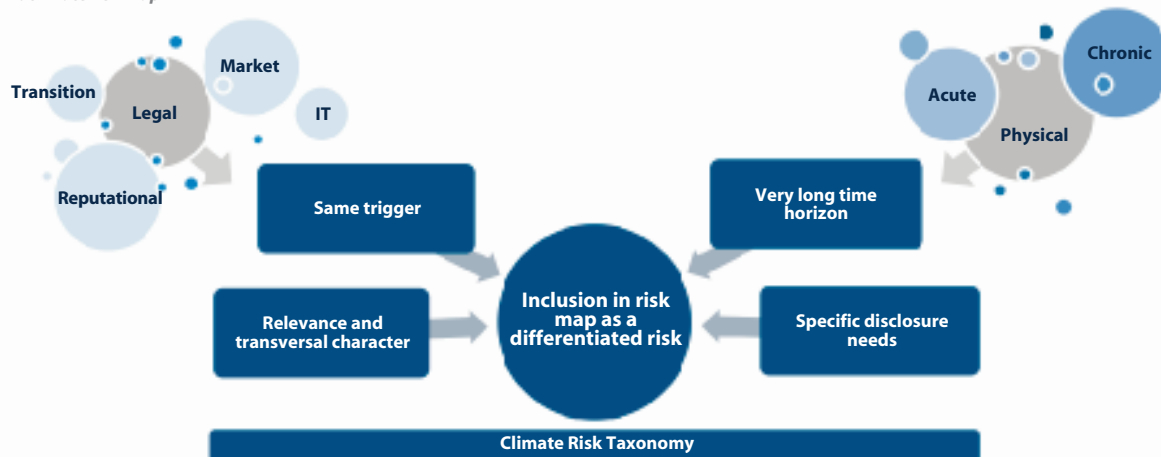 Transition
Legal
Market
IT
Reputational
Acute
Physical
Chronic
Same trigger
Very long time
horizon
Relevance and
transversal character
Inclusion in risk
map as a
differentiated risk
Specific disclosure
needs
Climate Risk Taxonomy